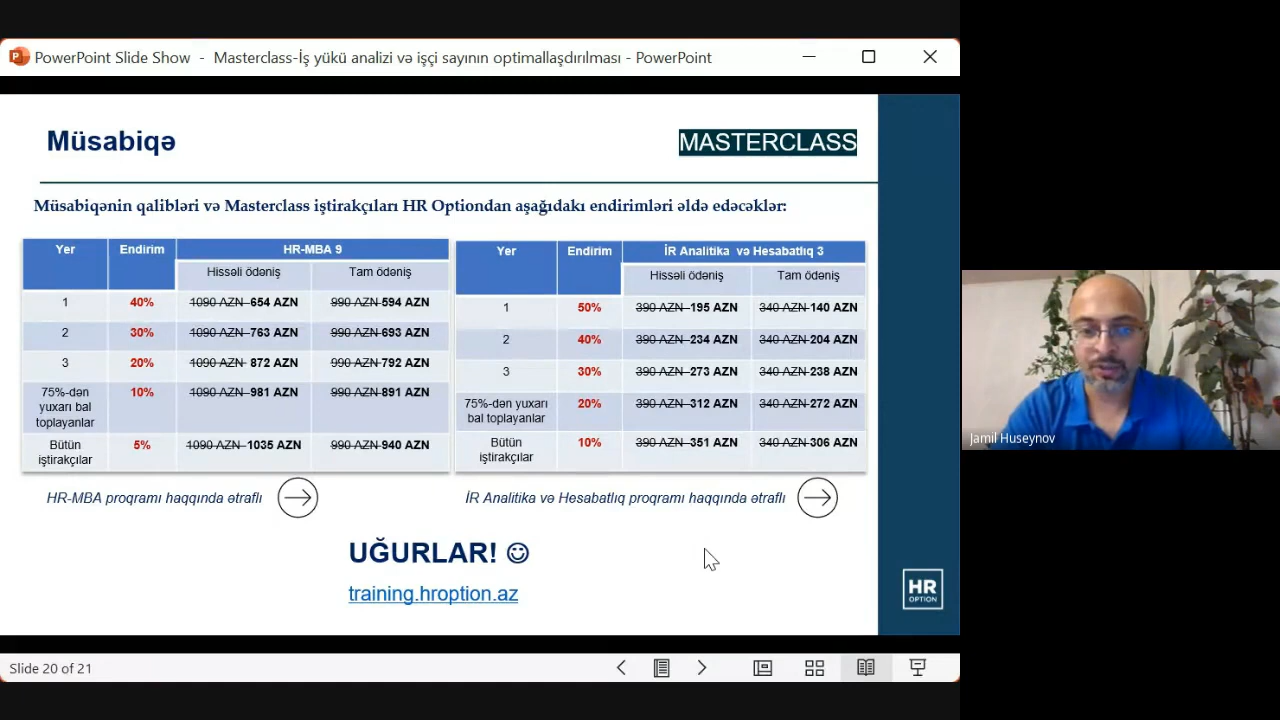 PowerPoint Slide Show - Masterclass-İş yükü analizi və işçi sayının optimallaşdırılması - PowerPoint
Müsabiqə
MASTERCLASS
Müsabiqənin qalibləri və Masterclass iştirakçıları HR Optiondan aşağıdakı endirimləri əldə edəcəklər:
Yer Endirim HR-MBA 9
Hissəli ödəniş Tam ödəniş
1 40% 1090 AZN 654 AZN 990 AZN 594 AZN
2 30% 1090 AZN 763 AZN 990 AZN 693 AZN
3 20% 1090 AZN 872 AZN 990 AZN 792 AZN
75%-dən yuxarı bal toplayanlar 10% 1090 AZN 981 AZN 990 AZN 891 AZN
Bütün iştirakçılar 5% 1090 AZN 1035 AZN 990 AZN 940 AZN
Yer Endirim İR Analitika və Hesabatlıq 3
Hissəli ödəniş Tam ödəniş
1 50% 390 AZN 195 AZN 340 AZN 140 AZN
2 40% 390 AZN 234 AZN 340 AZN 204 AZN
3 30% 390 AZN 273 AZN 340 AZN 238 AZN
75%-dən yuxarı bal toplayanlar 20% 390 AZN 312 AZN 340 AZN 272 AZN
Bütün iştirakçılar 10% 390 AZN 351 AZN 340 AZN 306 AZN
HR-MBA proqramı haqqında ətraflı
İR Analitika və Hesabatlıq proqramı haqqında ətraflı
UĞURLAR! ☺
training.hroption.az
HR
OPTION
Slide 20 of 21
Jamil Huseynov